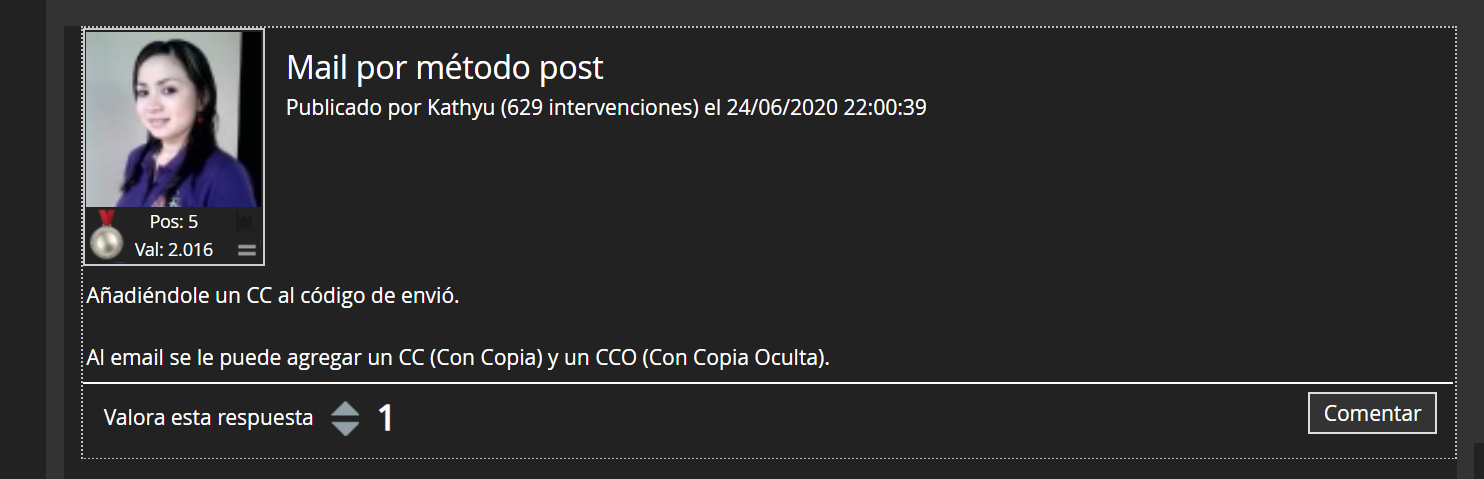 Mail por método post
Publicado por Kathyu (629 intervenciones) el 24/06/2020 22:00:39
Pos: 5
Val: 2.016
Añadiéndole un CC al código de envió.
Al email se le puede agregar un CC (Con Copia) y un CCO (Con Copia Oculta).
Valora esta respuesta 1
Comentar